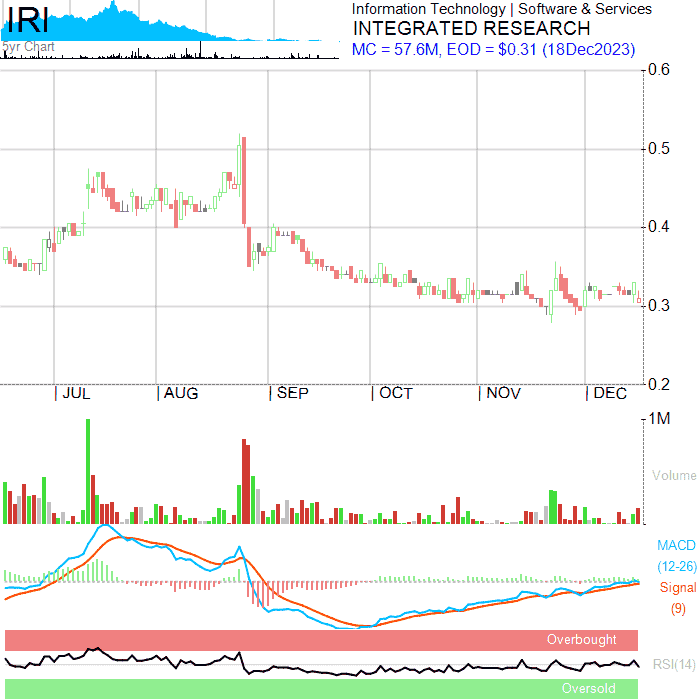 IRI
5yr Chart
Information Technology | Software & Services
INTEGRATED RESEARCH
MC = 57.6M, EOD = $0.31 (18Dec2023)
0.6
0.5
0.4
0.3
0.2
| JUL | AUG | SEP | OCT | NOV | DEC
1M
Volume
MACD
(12-26)
Signal
(9)
Overbought
RSI(14)
Oversold